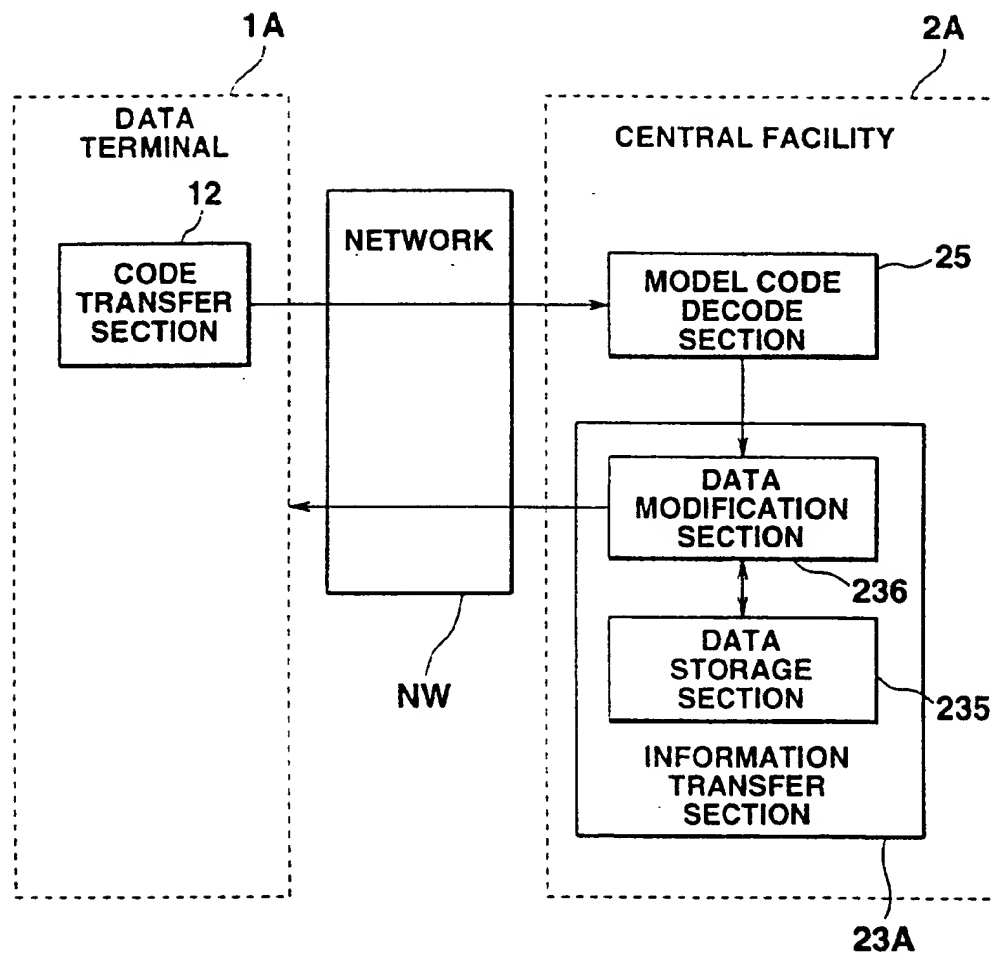 1A
2A
DATA
TERMINAL
CENTRAL FACILITY
12
NETWORK
25
CODE
TRANSFER
SECTION
MODEL CODE
DECODE
SECTION
DATA
MODIFICATION
SECTION
236
DATA
STORAGE
SECTION
NW
235
INFORMATION
TRANSFER
SECTION
23A